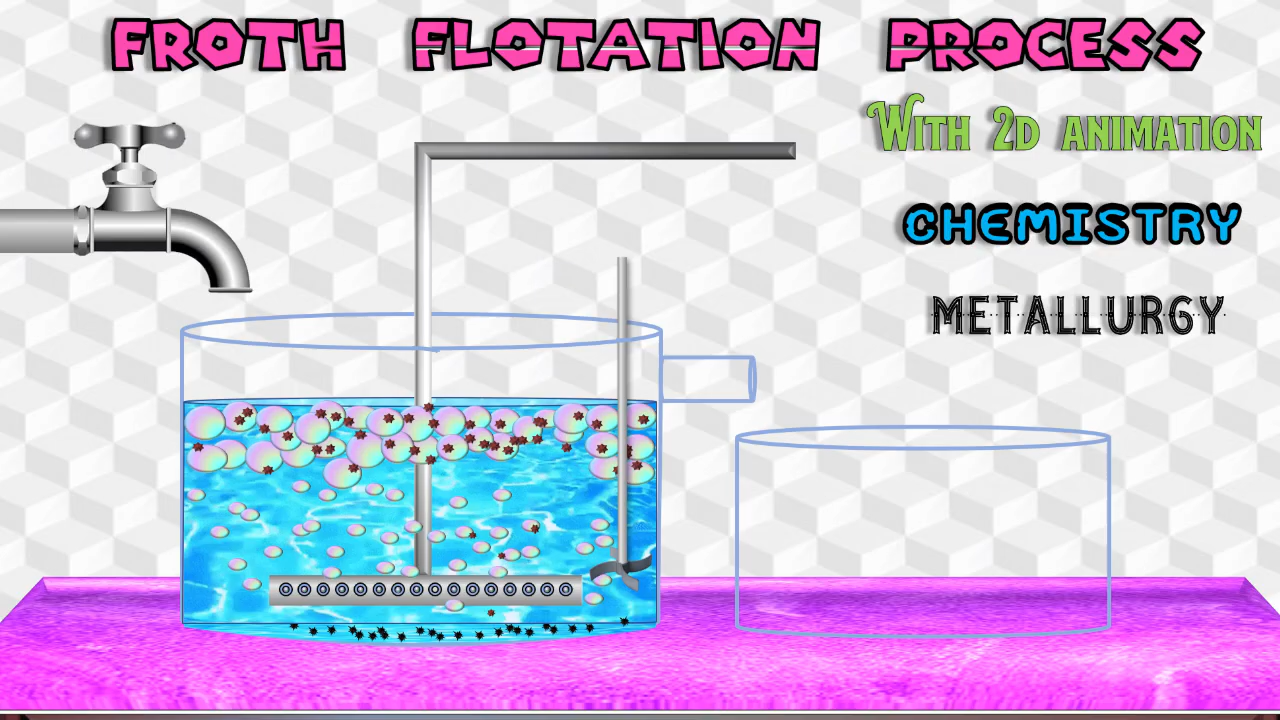 FROTH FLOTATION PROCESS
With 2d animation
CHEMISTRY
METALLURGY